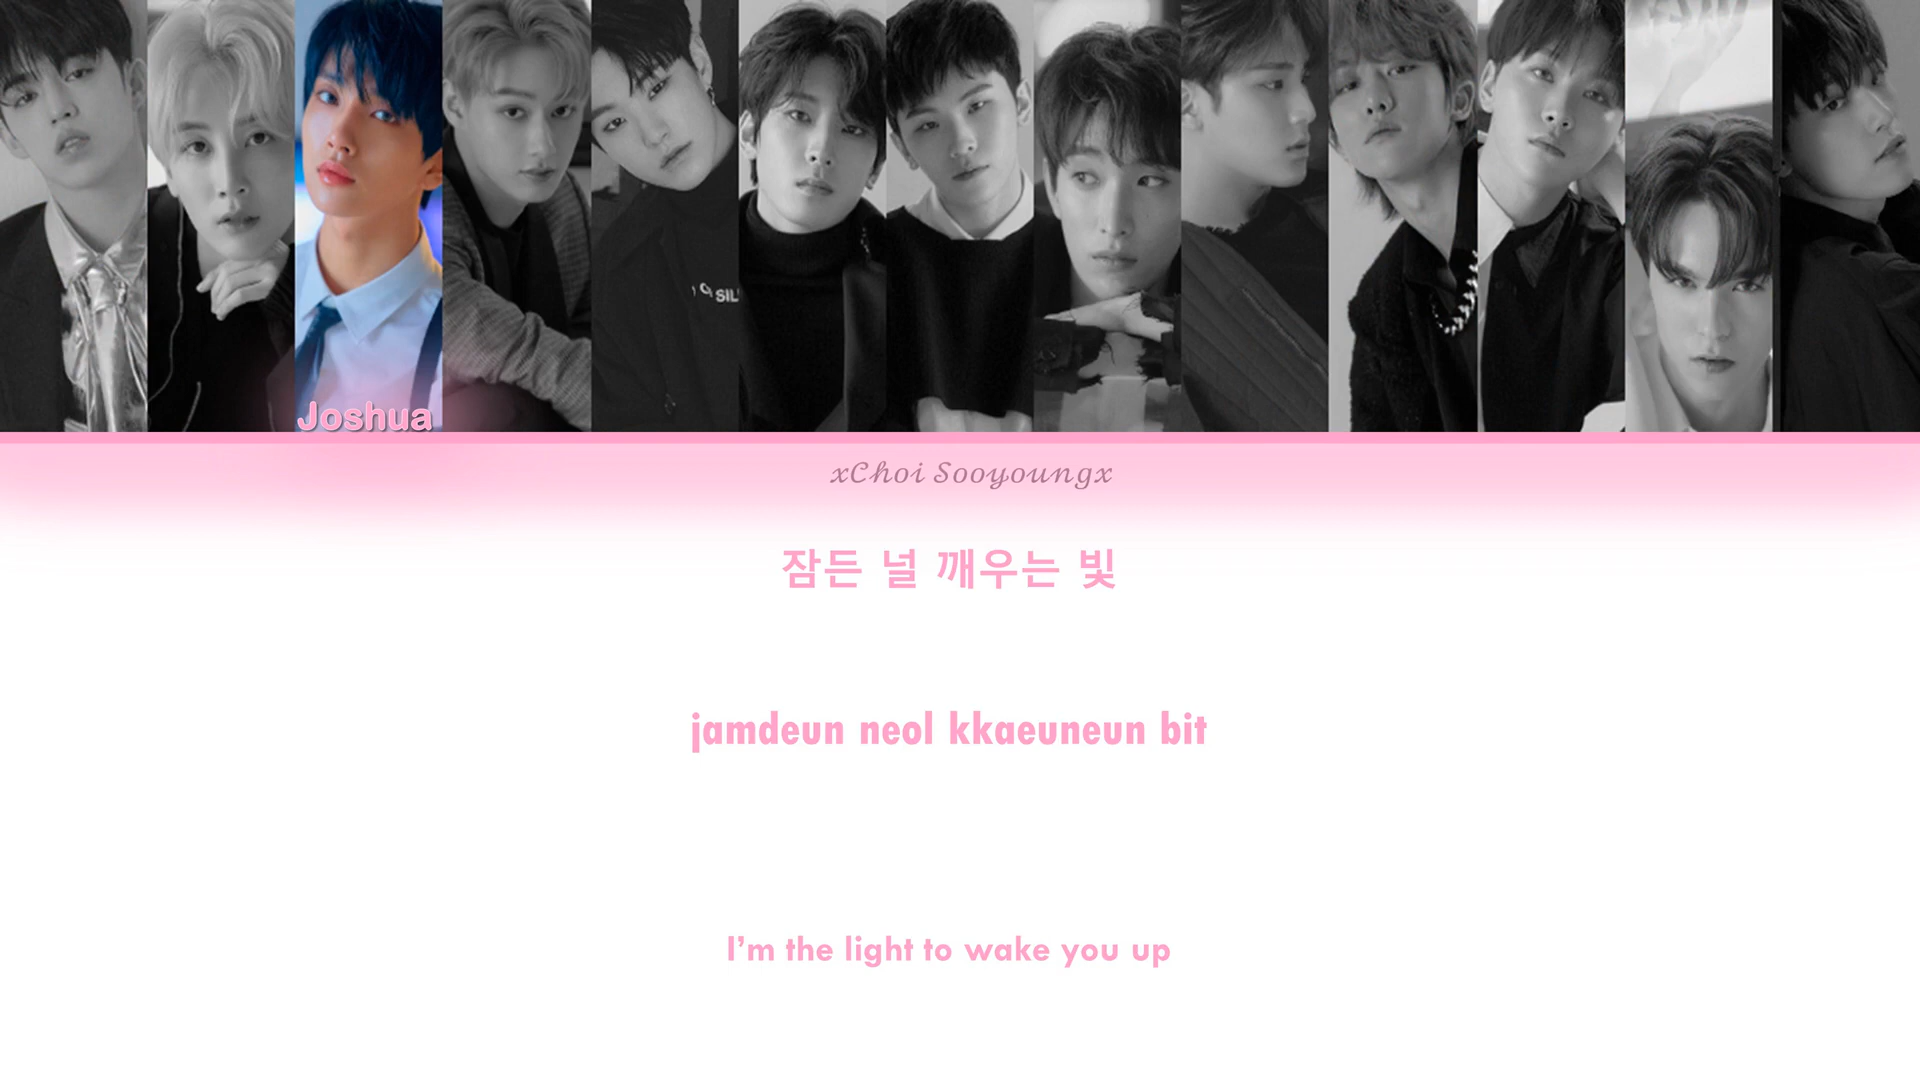 SIL
Joshua
xChoi Sooyoungx
잠든 널 깨우는 빛
jamdeun neol kkaeuneun bit
I'm the light to wake you up